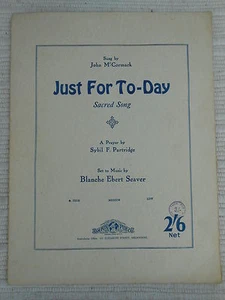 Sung by
John McCormack
Just For To-Day
Sacred Song
A Prayer by
Sybil F. Partridge
Set to Music by
Blanche Ebert Seaver
MEDIUM
2/6
Net